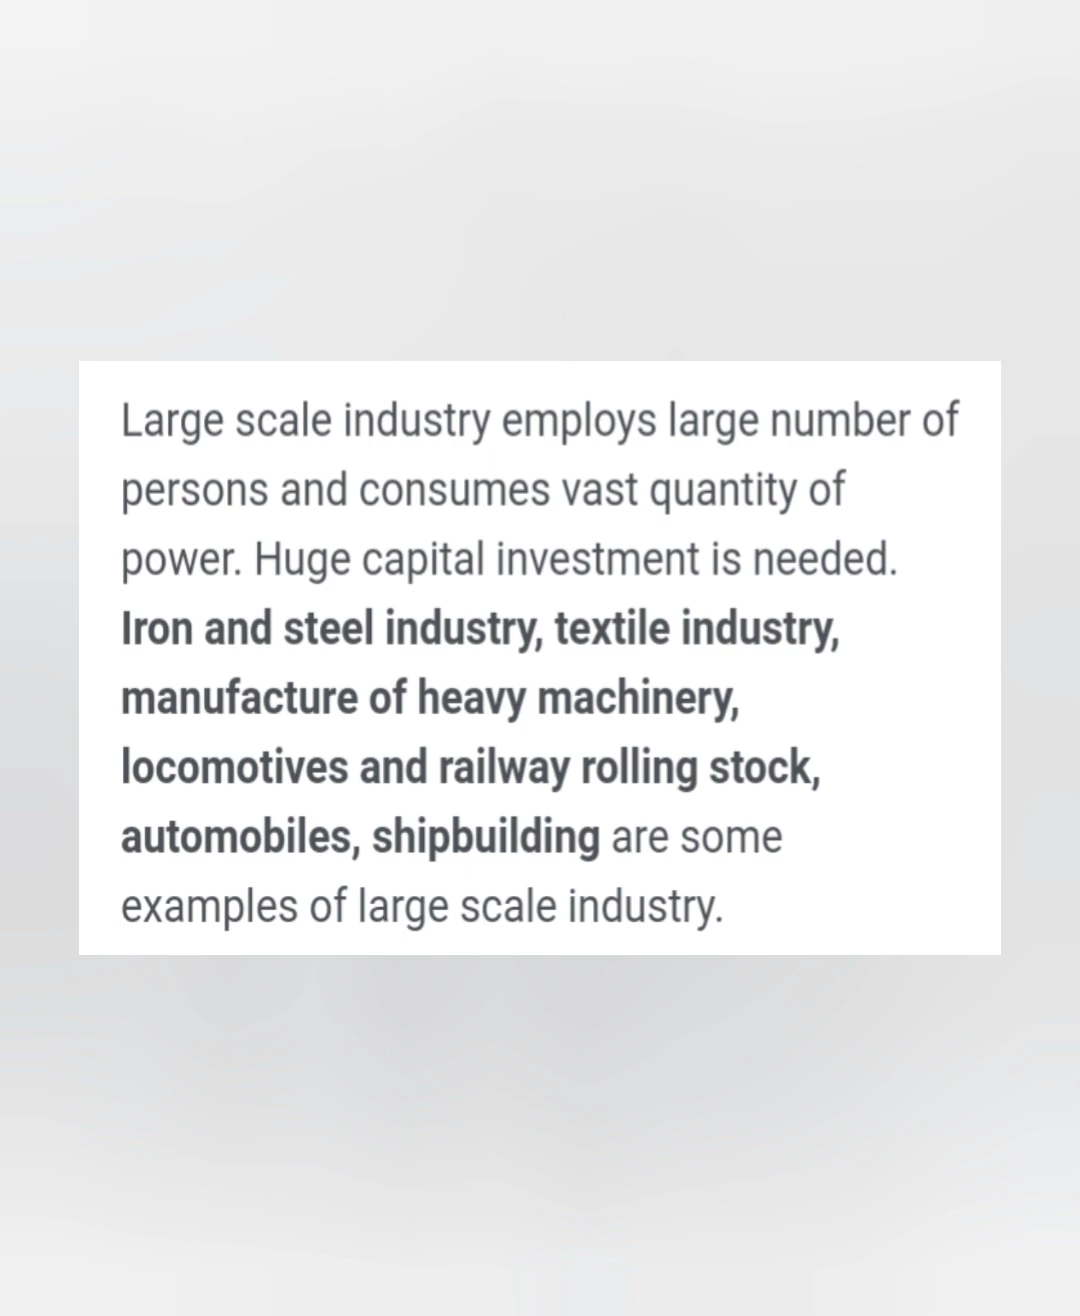 Large scale industry employs large number of
persons and consumes vast quantity of
power. Huge capital investment is needed.
Iron and steel industry, textile industry,
manufacture of heavy machinery,
locomotives and railway rolling stock,
automobiles, shipbuilding are some
examples of large scale industry.